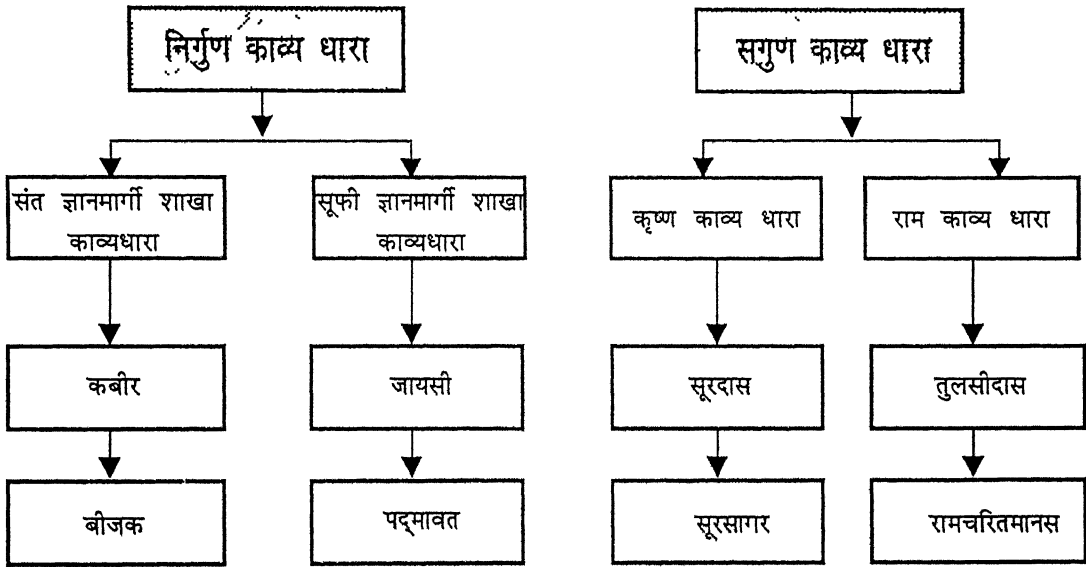 निर्गुण काव्य धारा
सगुण काव्य धारा
संत ज्ञानमार्गी शाखा
काव्यधारा
सूफी ज्ञानमार्गी शाखा
काव्यधारा
कृष्ण काव्य धारा
राम काव्य धारा
कबीर
जायसी
सूरदास
तुलसीदास
बीजक
पद्मावत
सूरसागर
रामचरितमानस